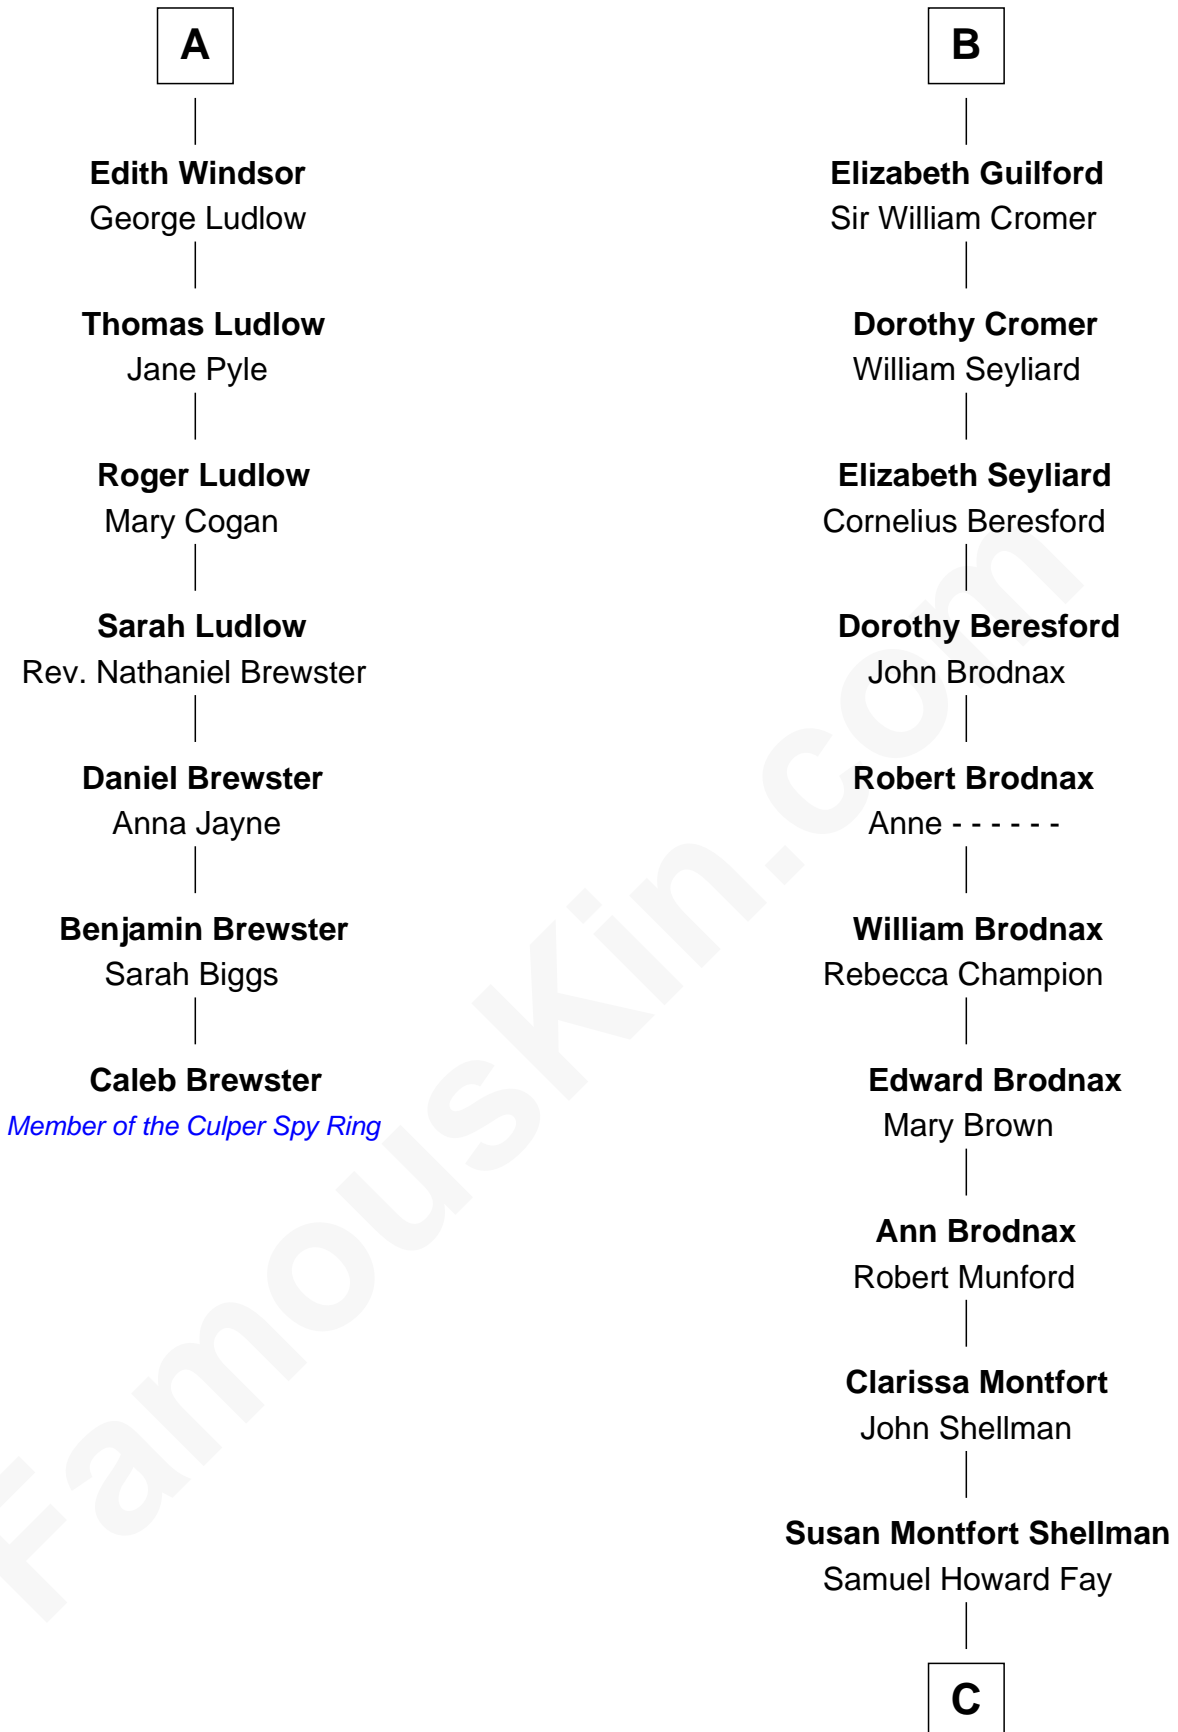 A
Edith Windsor
George Ludlow
Thomas Ludlow
Jane Pyle
Roger Ludlow
Mary Cogan
Sarah Ludlow
Rev. Nathaniel Brewster
Daniel Brewster
Anna Jayne
Benjamin Brewster
Sarah Biggs
Caleb Brewster
Member of the Culper Spy Ring
B
Elizabeth Guilford
Sir William Cromer
Dorothy Cromer
William Seyliard
Elizabeth Seyliard
Cornelius Beresford
Dorothy Beresford
John Brodnax
Robert Brodnax
Anne - - - - - -
William Brodnax
Rebecca Champion
Edward Brodnax
Mary Brown
Ann Brodnax
Robert Munford
Clarissa Montfort
John Shellman
Susan Montfort Shellman
Samuel Howard Fay
C
FamousKin.com